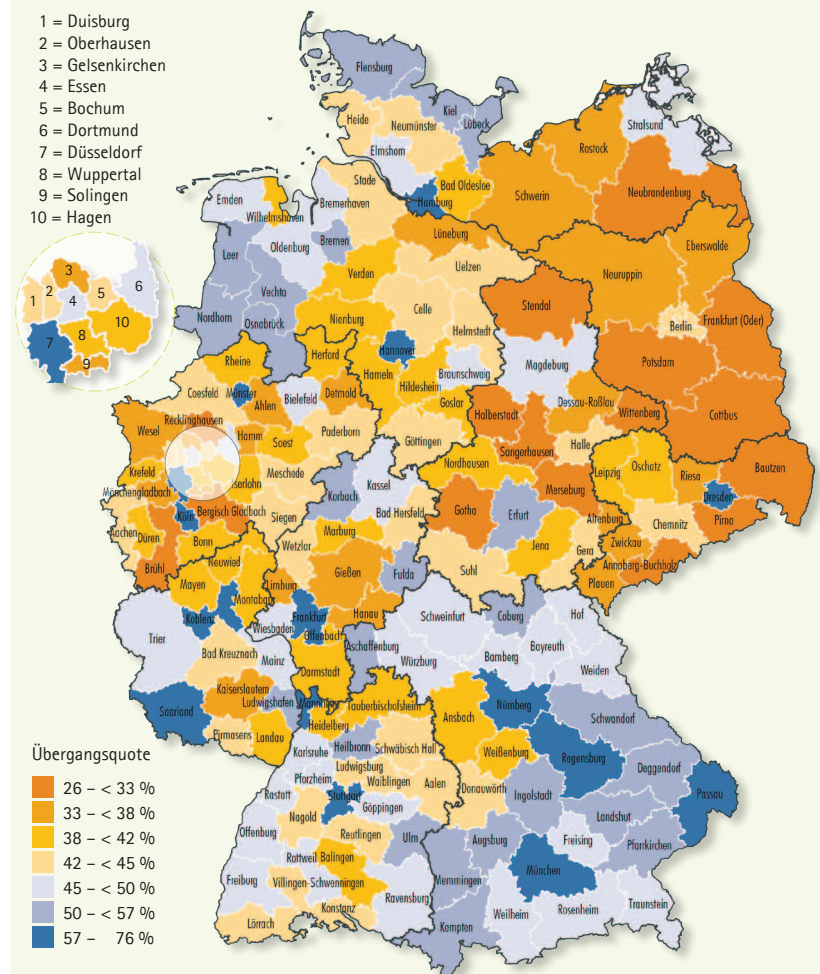 1 = Duisburg
2 = Oberhausen
3 = Gelsenkirchen
4 = Essen
5 = Bochum
6 = Dortmund
7 = Düsseldorf
8 = Wuppertal
9 = Solingen
10 = Hagen
1
2
3
4
5
6
7
8
9
10
Flensburg
Kiel
Lübeck
Heide
Neumünster
Elmshorn
Stralsund
Rostock
Stade
Bad Oldesloe
Schwerin
Neubrandenburg
Emden
Wilhelmshaven
Bremerhaven
Hamburg
Lüneburg
Oldenburg
Bremen
Leer
Uelzen
Eberswalde
Verden
Neuruppin
Vechta
Celle
Stendal
Nordhorn
Osnabrück
Nienburg
Helmstedt
Berlin
Frankfurt (Oder)
Rheine
Herford
Hannover
Magdeburg
Potsdam
Hameln
Braunschweig
Coesfeld
Münster
Bielefeld
Detmold
Hildesheim
Ahlen
Goslar
Halberstadt
Dessau-Roßlau
Wittenberg
Cottbus
Wesel
Recklinghausen
Hamm
Soest
Paderborn
Göttingen
Sangerhausen
Halle
Krefeld
Iserlohn
Meschede
Nordhausen
Leipzig
Oschatz
Riesa
Bautzen
Mönchengladbach
Kassel
Merseburg
Dresden
Köln
Bergisch Gladbach
Siegen
Korbach
Bad Hersfeld
Gotha
Erfurt
Altenburg
Chemnitz
Pirna
Aachen
Düren
Bonn
Wetzlar
Marburg
Jena
Gera
Zwickau
Brühl
Neuwied
Gießen
Fulda
Suhl
Annaberg-Buchholz
Plauen
Mayen
Montabaur
Limburg
Hanau
Koblenz
Frankfurt
Wiesbaden
Offenbach
Schweinfurt
Coburg
Hof
Trier
Aschaffenburg
Bayreuth
Bad Kreuznach
Mainz
Darmstadt
Würzburg
Bamberg
Weiden
Kaiserslautern
Saarland
Ludwigshafen
Mannheim
Tauberbischofsheim
Ansbach
Nürnberg
Schwandorf
Pirmasens
Landau
Heidelberg
Karlsruhe
Heilbronn
Schwäbisch Hall
Weißenburg
Regensburg
Ludwigsburg
Deggendorf
Pforzheim
Waiblingen
Aalen
Donauwörth
Ingolstadt
Passau
Rastatt
Stuttgart
Göppingen
Landshut
Nagold
Offenburg
Reutlingen
Ulm
Augsburg
Freising
Pfarrkirchen
Rottweil
Balingen
München
Freiburg
Villingen-Schwenningen
Memmingen
Ravensburg
Weilheim
Rosenheim
Traunstein
Konstanz
Lörrach
Kempten
Übergangsquote
26 – < 33 %
33 – < 38 %
38 – < 42 %
42 – < 45 %
45 – < 50 %
50 – < 57 %
57 – 76 %